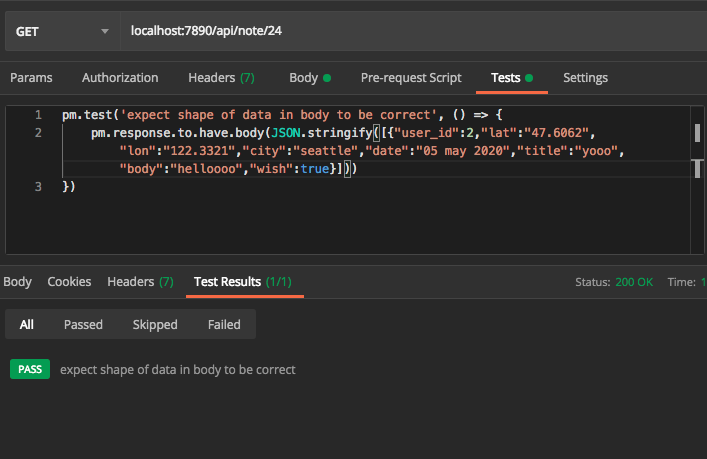 GET localhost:7890/api/note/24
Params Authorization Headers (7) Body Pre-request Script Tests Settings
1 pm.test('expect shape of data in body to be correct', () => {
2 pm.response.to.have.body(JSON.stringify([{"user_id":2,"lat":"47.6062",
"lon":"122.3321","city":"seattle","date":"05 may 2020","title":"yooo",
"body":"helloooo","wish":true}]))
3 })
Body Cookies Headers (7) Test Results (1/1) Status: 200 OK Time: 1
All Passed Skipped Failed
PASS expect shape of data in body to be correct